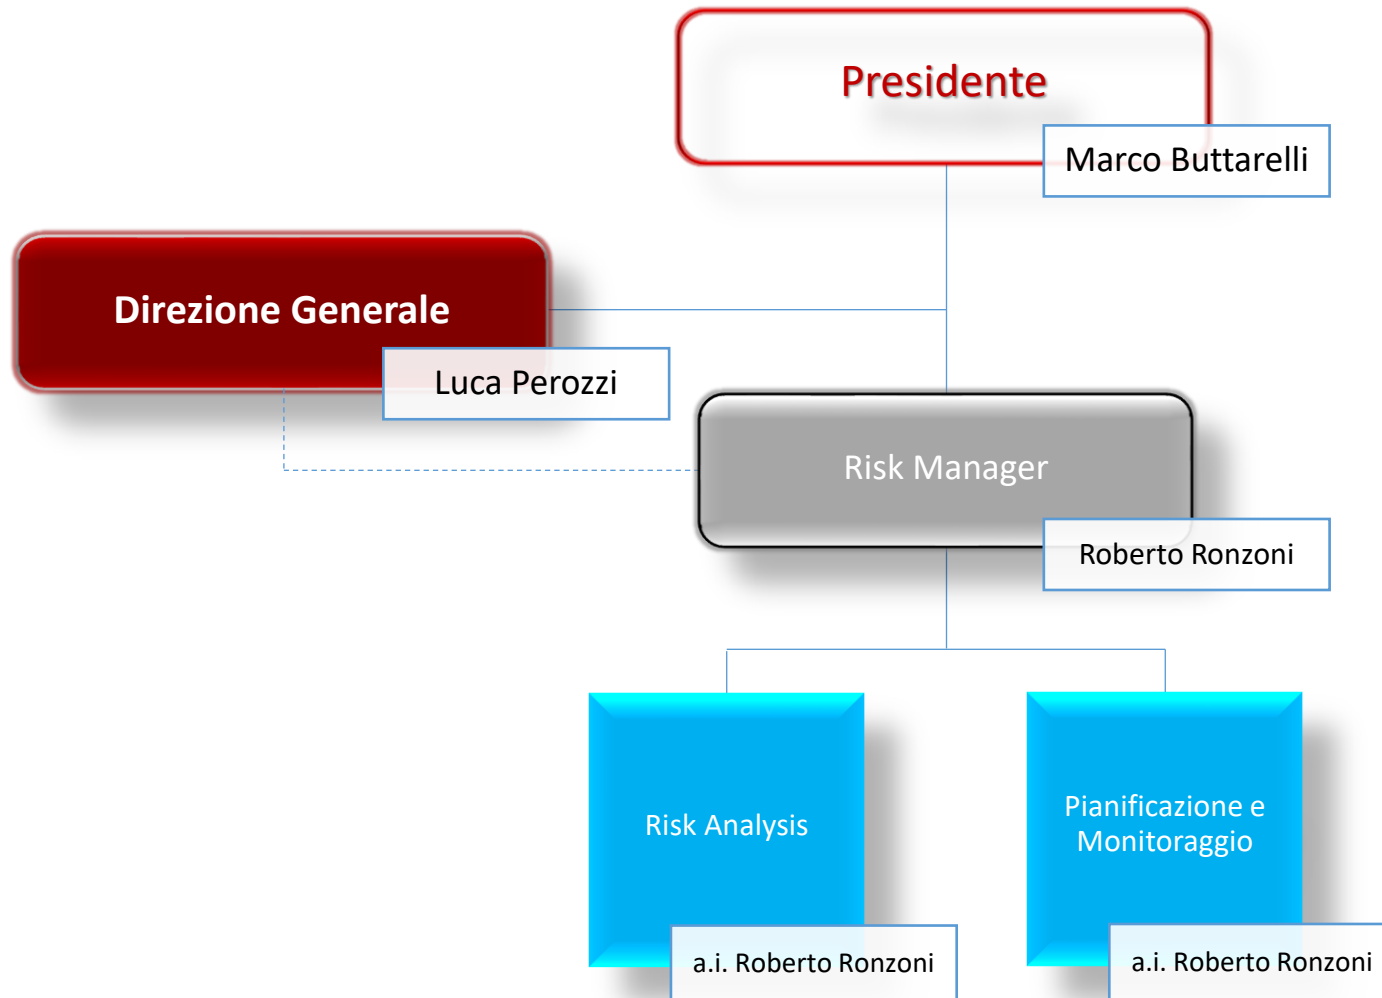 Presidente
Marco Buttarelli
Direzione Generale
Luca Perozzi
Risk Manager
Roberto Ronzoni
Risk Analysis
a.i. Roberto Ronzoni
Pianificazione e
Monitoraggio
a.i. Roberto Ronzoni